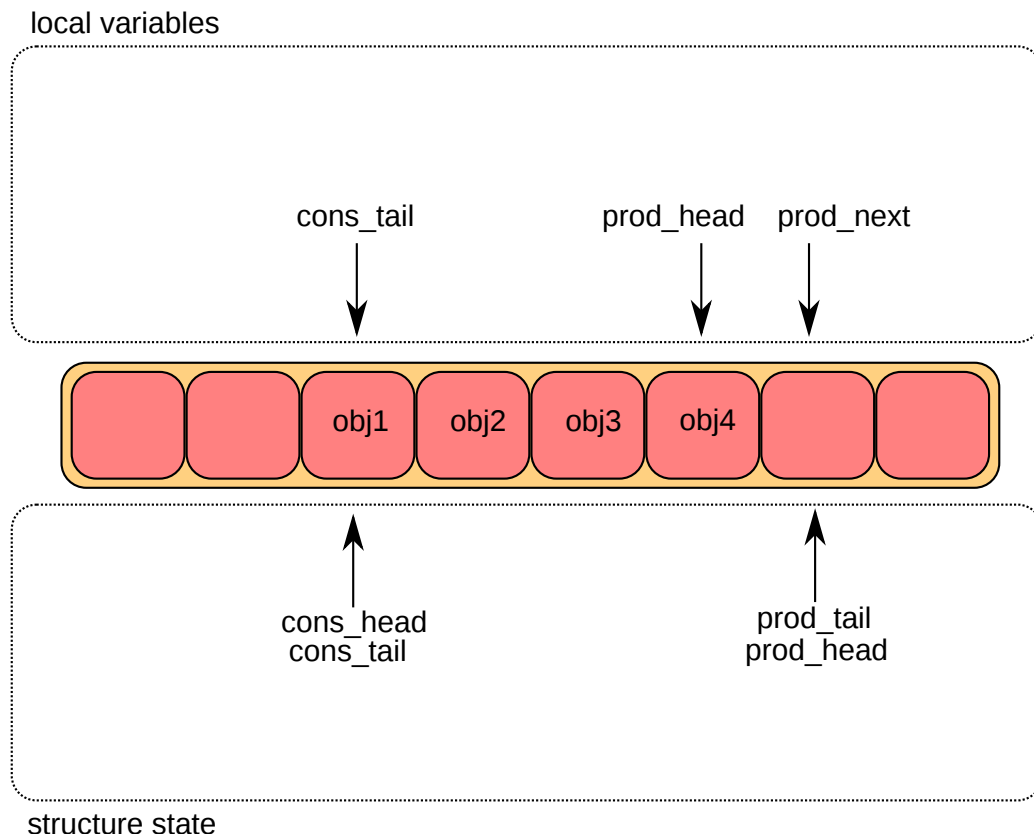 local variables
cons_tail
prod_head
prod_next
obj1
obj2
obj3
obj4
cons_head
cons_tail
prod_tail
prod_head
structure state